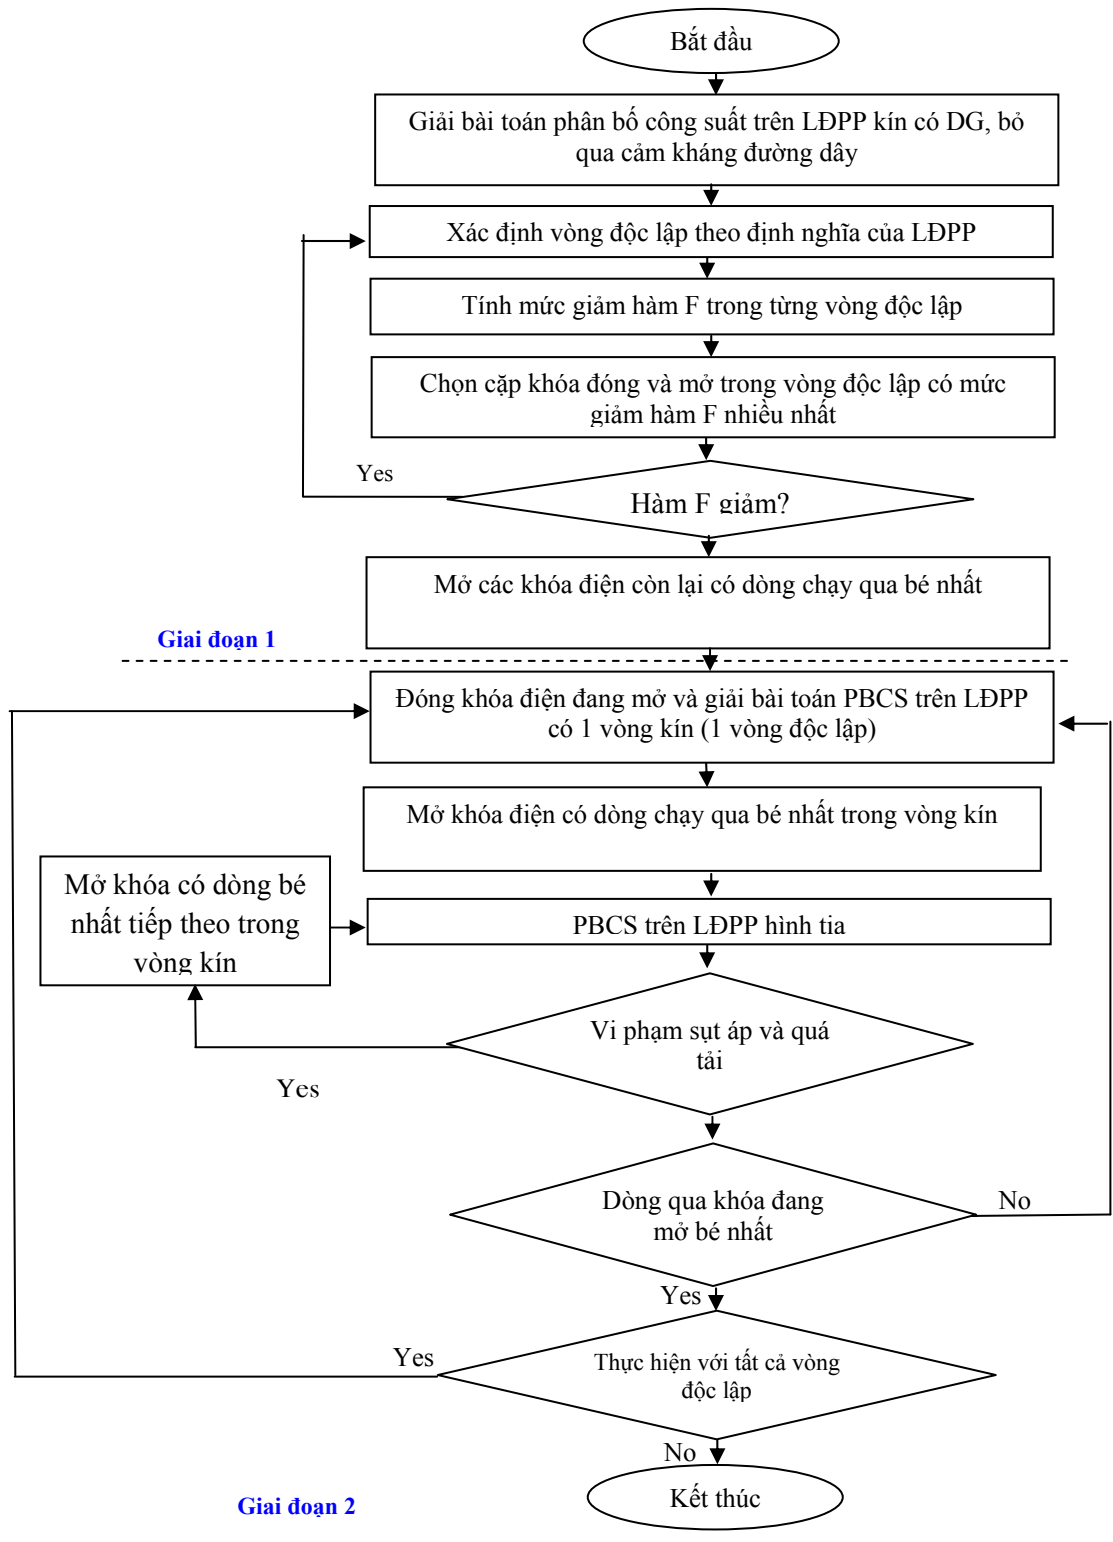 Bắt đầu
Giải bài toán phân bố công suất trên LĐPP kín có DG, bỏ
qua cảm kháng đường dây
Xác định vòng độc lập theo định nghĩa của LĐPP
Tính mức giảm hàm F trong từng vòng độc lập
Chọn cặp khóa đóng và mở trong vòng độc lập có mức
giảm hàm F nhiều nhất
Yes
Hàm F giảm?
Mở các khóa điện còn lại có dòng chạy qua bé nhất
Giai đoạn 1
Đóng khóa điện đang mở và giải bài toán PBCS trên LĐPP
có 1 vòng kín (1 vòng độc lập)
Mở khóa điện có dòng chạy qua bé nhất trong vòng kín
Mở khóa có dòng bé
nhất tiếp theo trong
vòng kín
PBCS trên LĐPP hình tia
Vi phạm sụt áp và quá
tải
Yes
Dòng qua khóa đang
mở bé nhất
No
Yes
Yes
Thực hiện với tất cả vòng
độc lập
No
Kết thúc
Giai đoạn 2